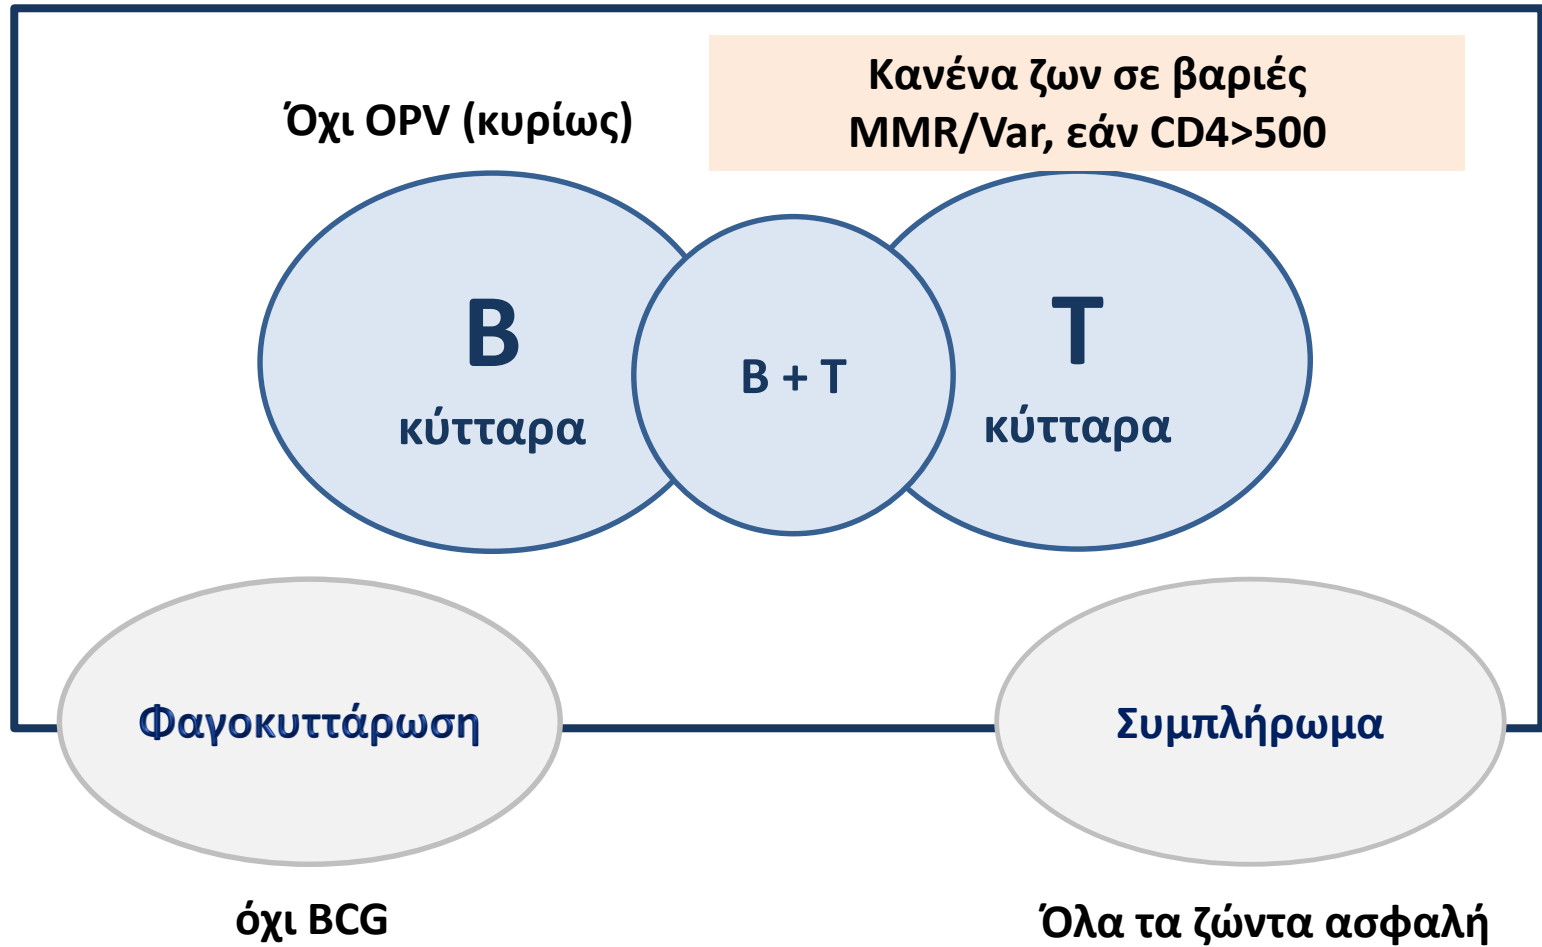 Κανένα ζων σε βαριές
MMR/Var, εάν CD4>500
Όχι OPV (κυρίως)
B
κύτταρα
B + T
T
κύτταρα
Φαγοκυττάρωση
Συμπλήρωμα
όχι BCG
Όλα τα ζώντα ασφαλή